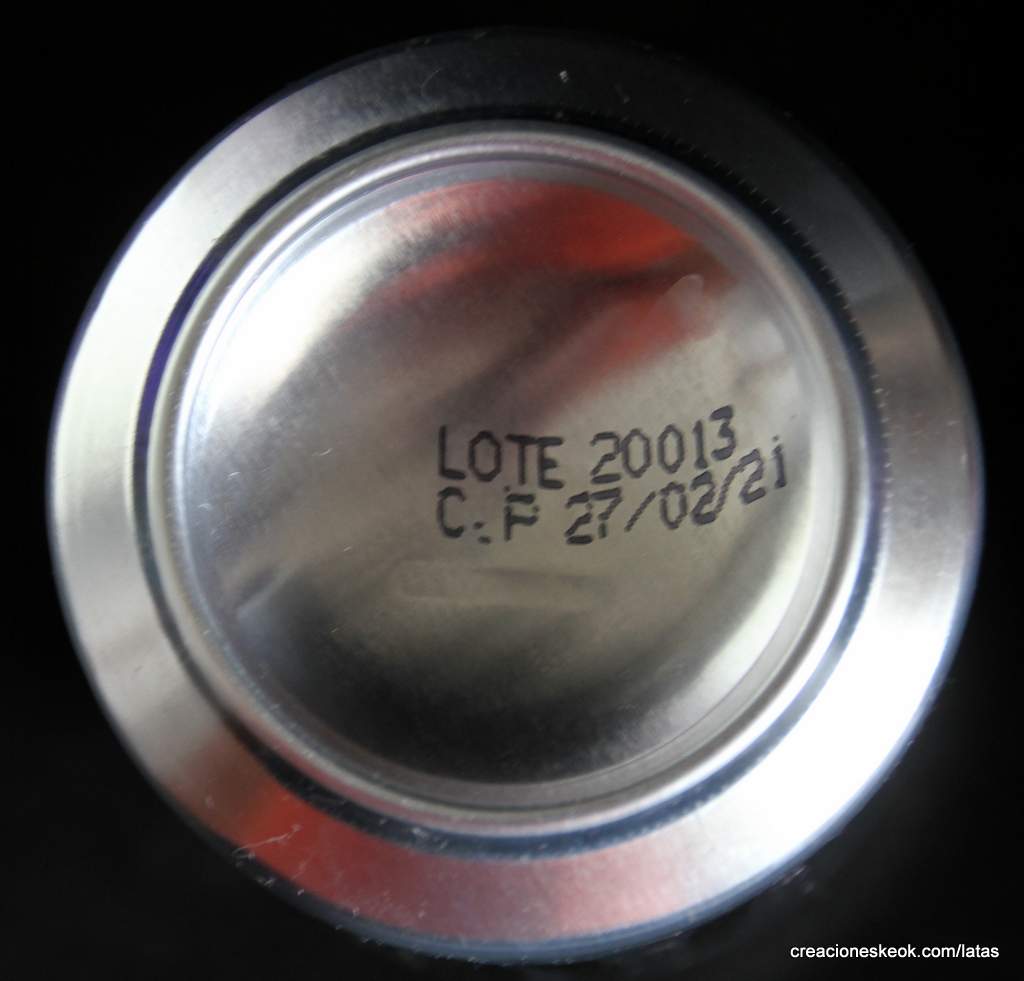 LOTE 20013
C.P 27/02/21
creacioneskeok.com/latas